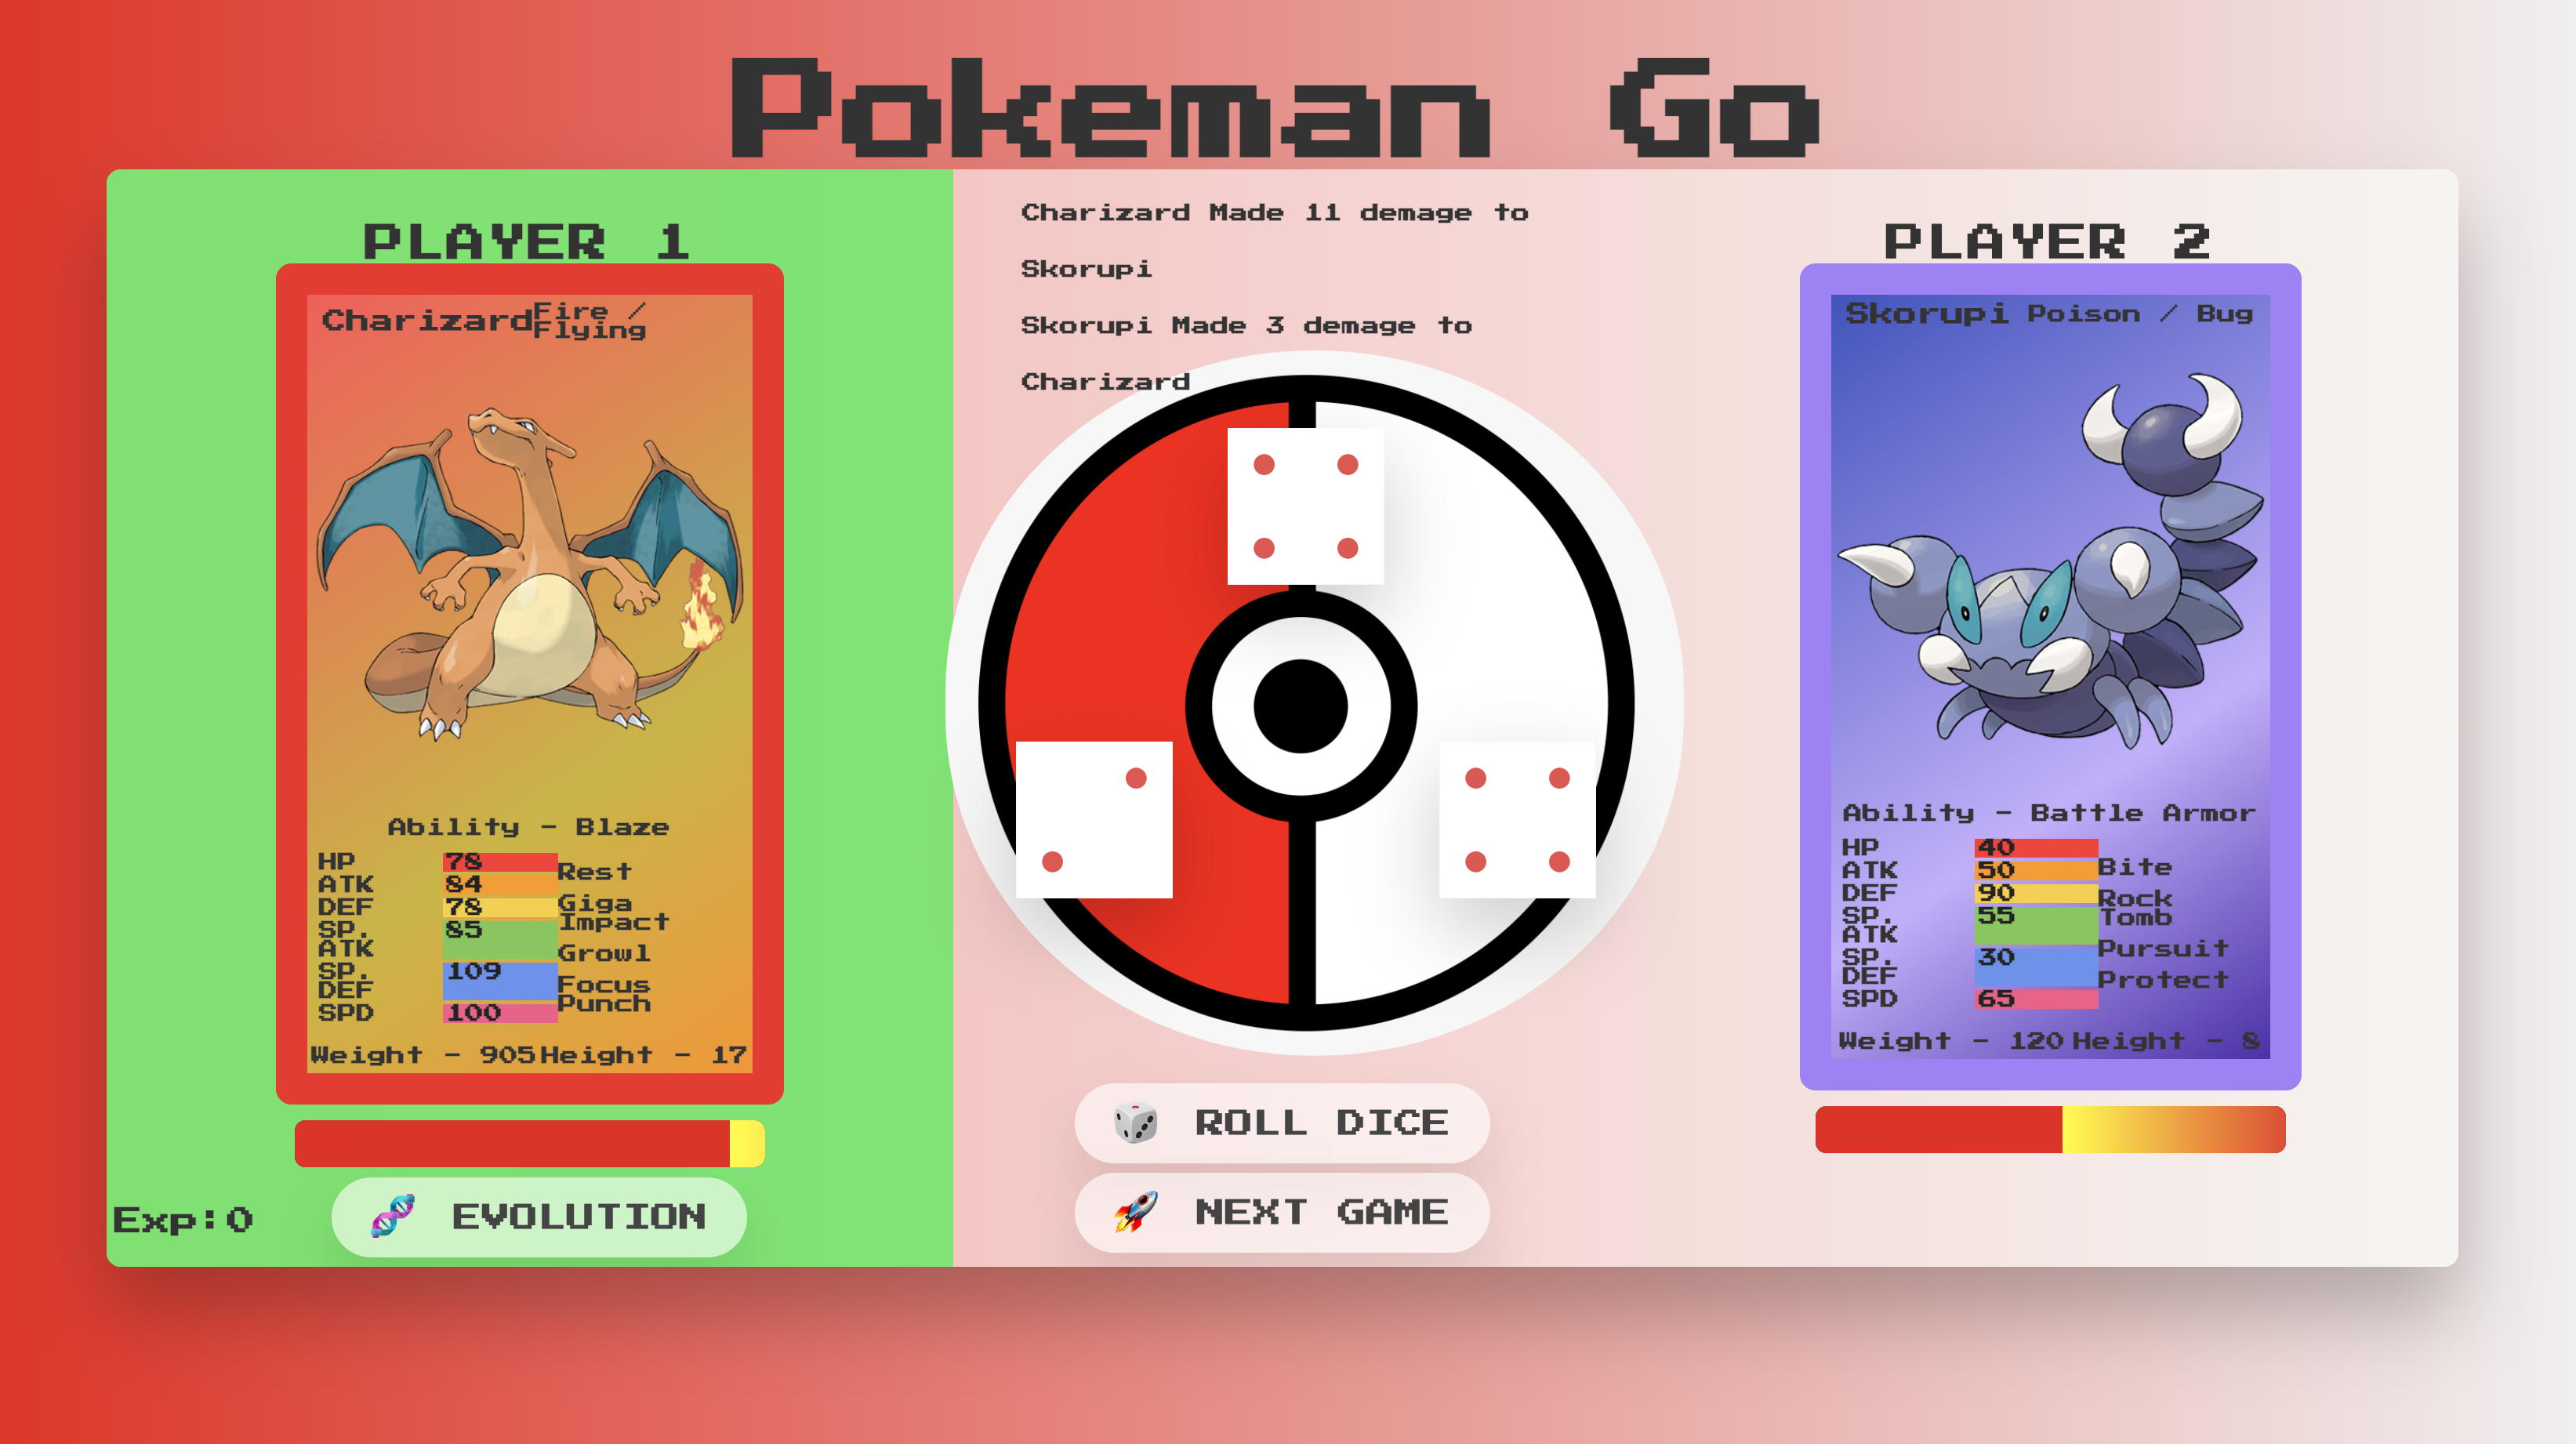 Pokeman Go
PLAYER 1
Charizard
Fire /
Flying
Ability - Blaze
HP 78
ATK 84
DEF 78
SP. 85
ATK
SP. 109
DEF
SPD 100
Rest
Giga
Impact
Growl
Focus
Punch
Weight - 905 Height - 17
Exp:0
🧬 EVOLUTION
Charizard Made 11 demage to
Skorupi
Skorupi Made 3 demage to
Charizard
🎲 ROLL DICE
🚀 NEXT GAME
PLAYER 2
Skorupi Poison / Bug
Ability - Battle Armor
HP 40
ATK 50
DEF 90
SP. 55
ATK
SP. 30
DEF
SPD 65
Bite
Rock
Tomb
Pursuit
Protect
Weight - 120 Height - 8